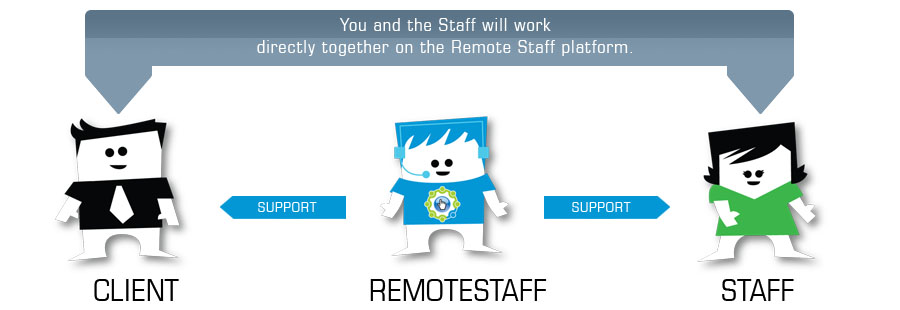 You and the Staff will work
directly together on the Remote Staff platform.
SUPPORT
SUPPORT
CLIENT
REMOTESTAFF
STAFF